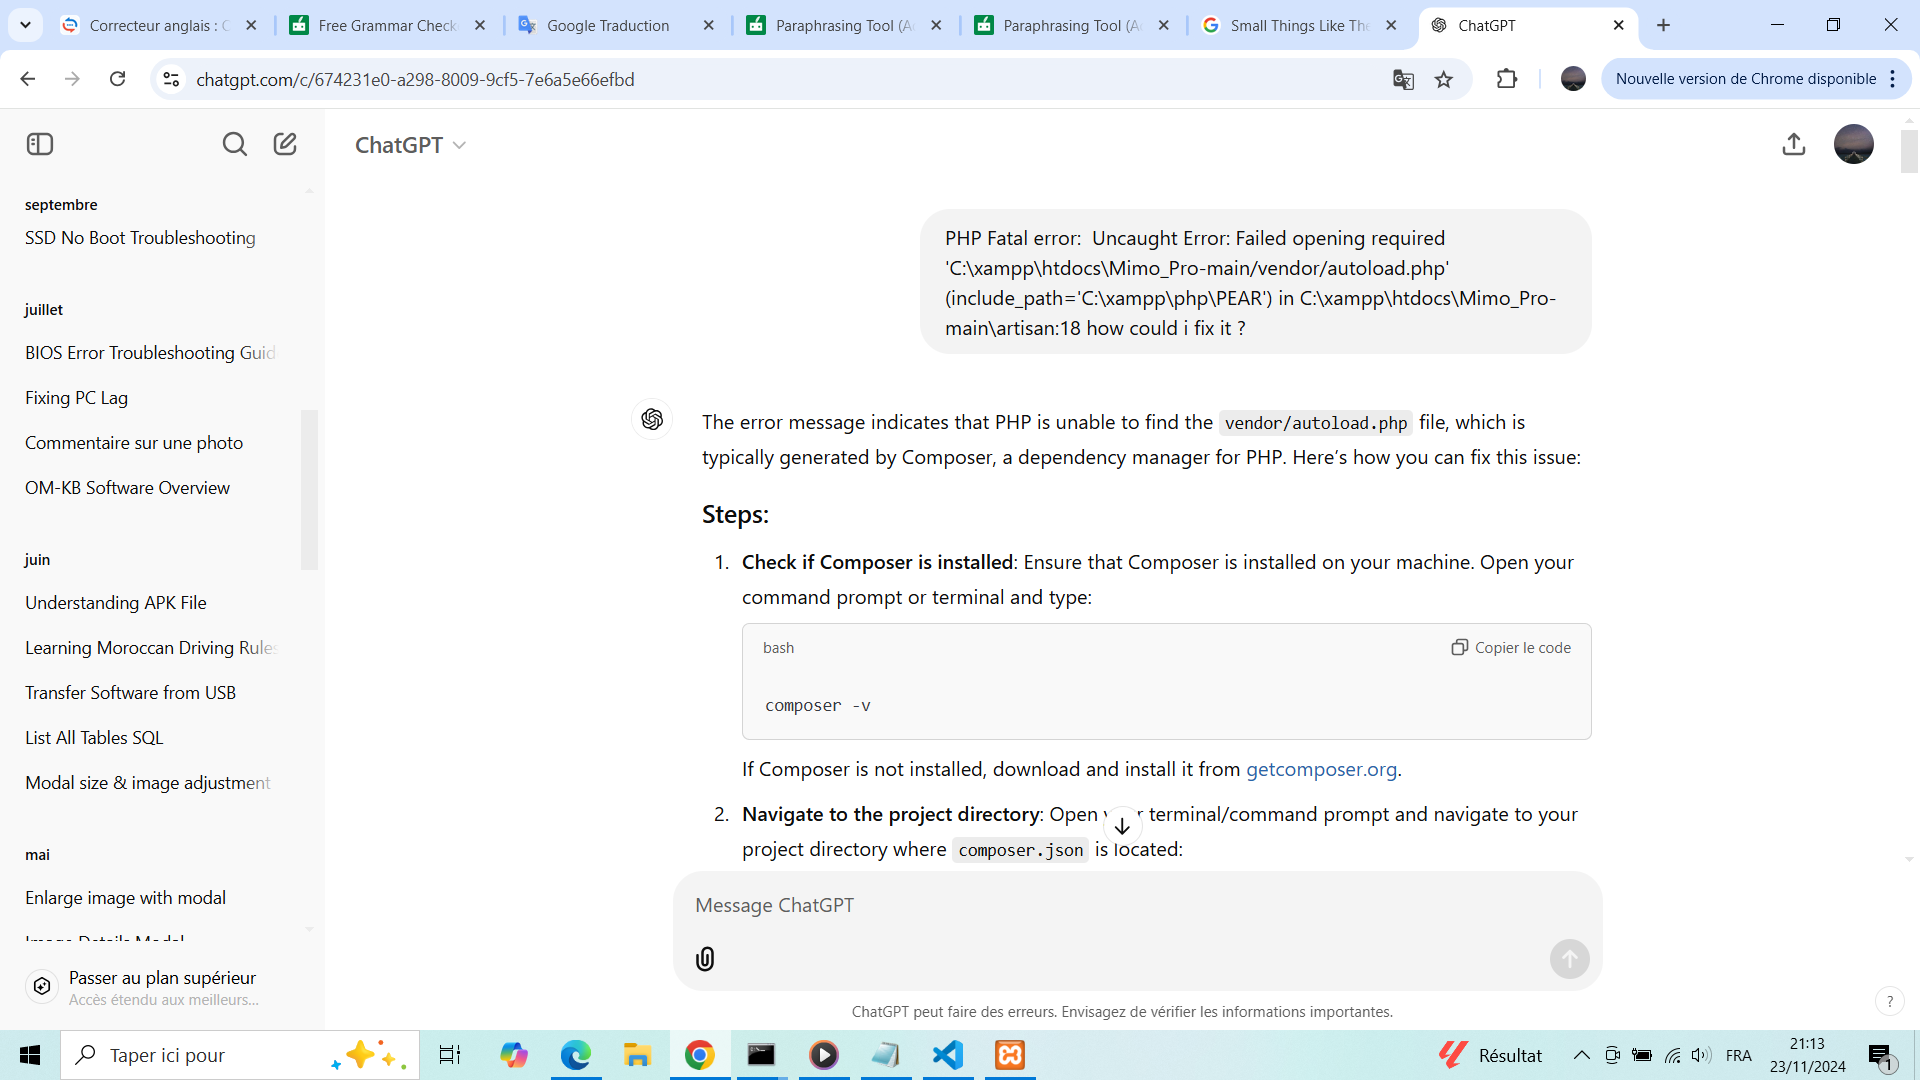 Correcteur anglais : C
Free Grammar Check
Google Traduction
Paraphrasing Tool (A
Paraphrasing Tool (A
Small Things Like The
ChatGPT
chatgpt.com/c/674231e0-a298-8009-9cf5-7e6a5e66efbd
Nouvelle version de Chrome disponible
septembre
SSD No Boot Troubleshooting
juillet
BIOS Error Troubleshooting Guid
Fixing PC Lag
Commentaire sur une photo
OM-KB Software Overview
juin
Understanding APK File
Learning Moroccan Driving Rules
Transfer Software from USB
List All Tables SQL
Modal size & image adjustment
mai
Enlarge image with modal
Image Details Modal
Passer au plan supérieur
Accès étendu aux meilleurs...
ChatGPT
PHP Fatal error:  Uncaught Error: Failed opening required
'C:\xampp\htdocs\Mimo_Pro-main/vendor/autoload.php'
(include_path='C:\xampp\php\PEAR') in C:\xampp\htdocs\Mimo_Pro-
main\artisan:18 how could i fix it ?
The error message indicates that PHP is unable to find the vendor/autoload.php file, which is
typically generated by Composer, a dependency manager for PHP. Here’s how you can fix this issue:
Steps:
1. Check if Composer is installed: Ensure that Composer is installed on your machine. Open your
command prompt or terminal and type:
bash
Copier le code
composer -v
If Composer is not installed, download and install it from getcomposer.org.
2. Navigate to the project directory: Open your terminal/command prompt and navigate to your
project directory where composer.json is located:
Message ChatGPT
ChatGPT peut faire des erreurs. Envisagez de vérifier les informations importantes.
?
Taper ici pour
Résultat
FRA
21:13
23/11/2024
1